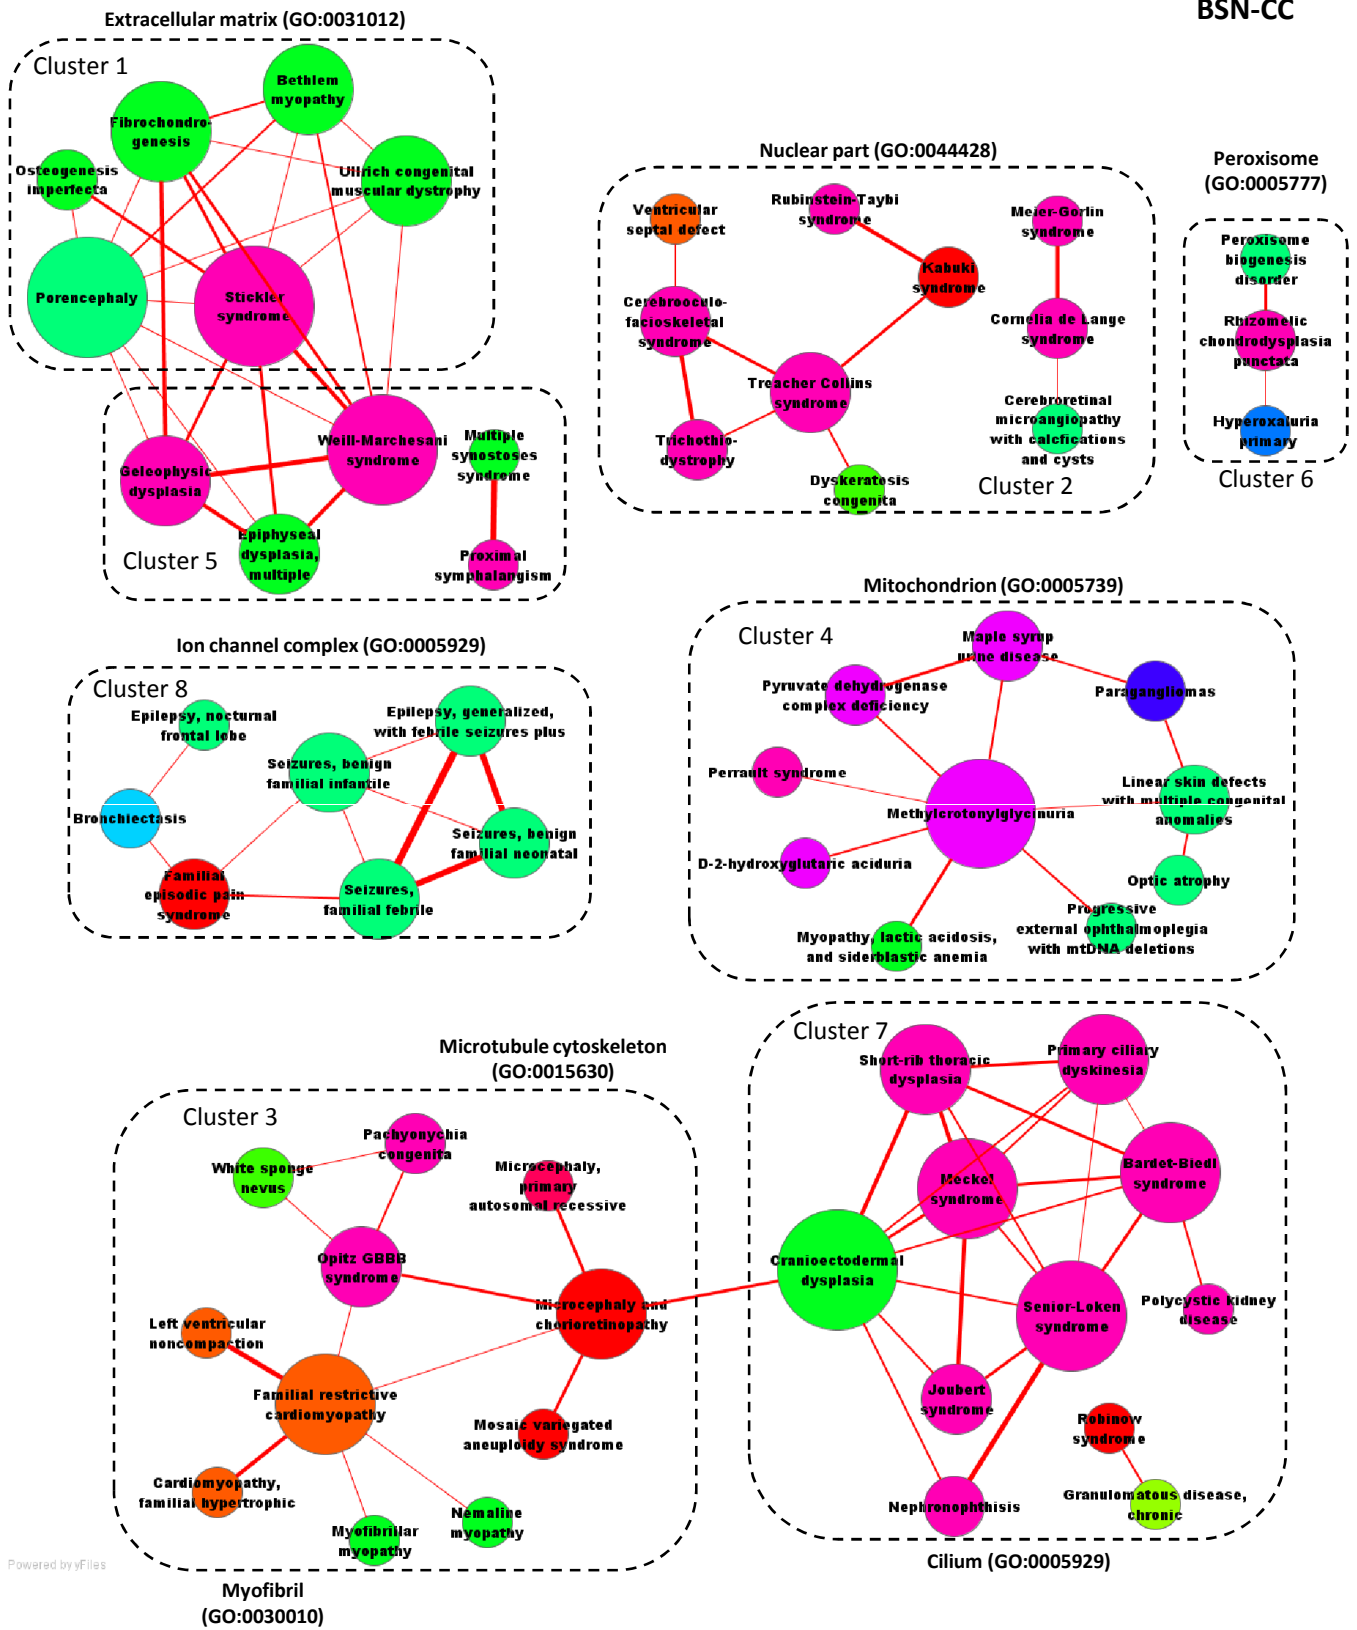 BSN-CC
Extracellular matrix (GO:0031012)
Cluster 1
Bethlem
myopathy
Fibrochondro-
genesis
Osteogenesis
imperfecta
Ullrich congenital
muscular dystrophy
Porencephaly
Stickler
syndrome
Weill-Marchesani
syndrome
Multiple
synostoses
syndrome
Geleophysic
dysplasia
Epiphyseal
dysplasia,
multiple
Proximal
symphalangism
Cluster 5
Nuclear part (GO:0044428)
Ventricular
septal defect
Rubinstein-Taybi
syndrome
Meier-Gorlin
syndrome
Kabuki
syndrome
Cerebrooculo-
facioskeletal
syndrome
Cornelia de Lange
syndrome
Treacher Collins
syndrome
Cerebroretinal
microangiopathy
with calcfications
and cysts
Trichothio-
dystrophy
Dyskeratosis
congenita
Cluster 2
Peroxisome
(GO:0005777)
Peroxisome
biogenesis
disorder
Rhizomelic
chondrodysplasia
punctata
Hyperoxaluria
primary
Cluster 6
Ion channel complex (GO:0005929)
Cluster 8
Epilepsy, nocturnal
frontal lobe
Epilepsy, generalized,
with febrile seizures plus
Seizures, benign
familial infantile
Bronchiectasis
Seizures, benign
familial neonatal
Familial
episodic pain
syndrome
Seizures,
familial febrile
Mitochondrion (GO:0005739)
Cluster 4
Maple syrup
urine disease
Pyruvate dehydrogenase
complex deficiency
Paragangliomas
Perrault syndrome
Linear skin defects
with multiple congenital
anomalies
Methylcrotonylglycinuria
D-2-hydroxyglutaric aciduria
Optic atrophy
Progressive
external ophthalmoplegia
with mtDNA deletions
Myopathy, lactic acidosis,
and siderblastic anemia
Microtubule cytoskeleton
(GO:0015630)
Cluster 3
Pachyonychia
congenita
White sponge
nevus
Microcephaly,
primary
autosomal recessive
Opitz GBBB
syndrome
Microcephaly and
chorioretinopathy
Left ventricular
noncompaction
Familial restrictive
cardiomyopathy
Mosaic variegated
aneuploidy syndrome
Cardiomyopathy,
familial hypertrophic
Myofibrillar
myopathy
Nemaline
myopathy
Myofibril
(GO:0030010)
Cluster 7
Short-rib thoracic
dysplasia
Primary ciliary
dyskinesia
Meckel
syndrome
Bardet-Biedl
syndrome
Cranioectodermal
dysplasia
Senior-Loken
syndrome
Polycystic kidney
disease
Joubert
syndrome
Robinow
syndrome
Nephronophthisis
Granulomatous disease,
chronic
Cilium (GO:0005929)
Powered by yFiles